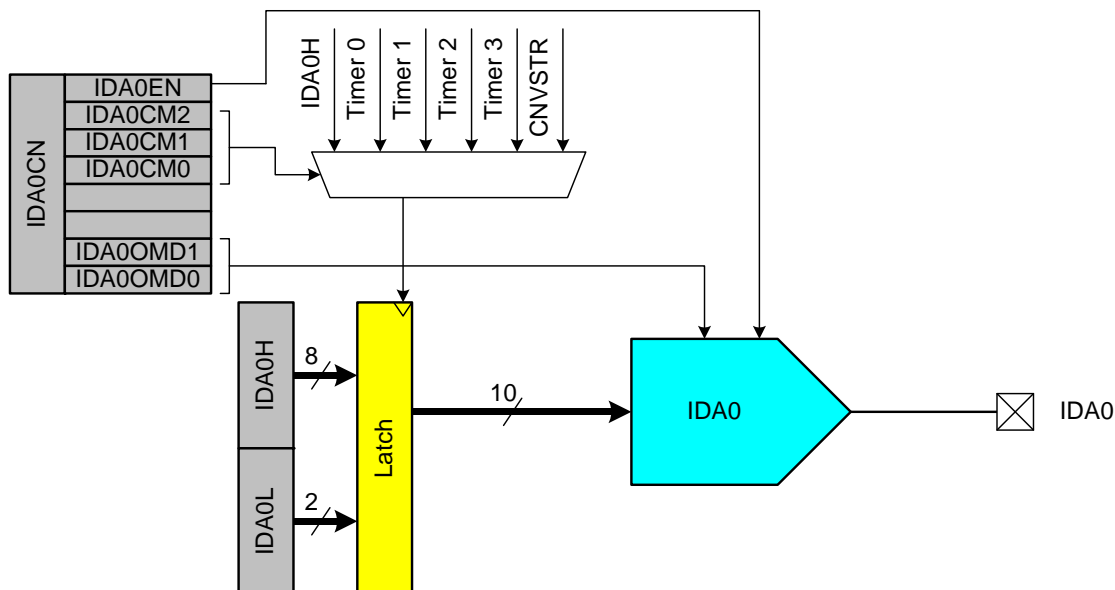 IDA0CN
IDA0EN
IDA0CM2
IDA0CM1
IDA0CM0
IDA0OMD1
IDA0OMD0
IDA0H
Timer 0
Timer 1
Timer 2
Timer 3
CNVSTR
IDA0H
8
IDA0L
2
Latch
10
IDA0
IDA0